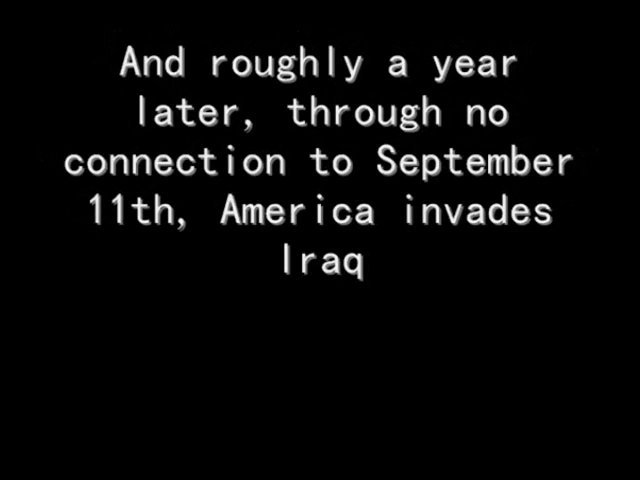 And roughly a year
later, through no
connection to September
11th, America invades
Iraq